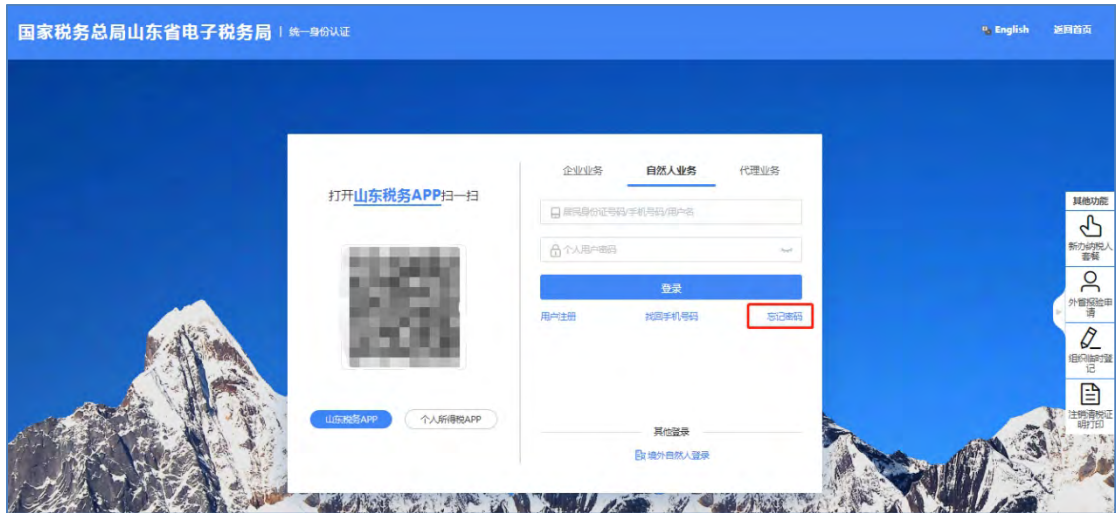 国家税务总局山东省电子税务局 | 统一身份认证
English 返回首页
打开山东税务APP扫一扫
山东税务APP 个人所得税APP
企业业务 自然人业务 代理业务
居民身份证号码/手机号码/用户名
个人用户密码
登录
用户注册 找回手机号码 忘记密码
其他登录
境外自然人登录
其他功能
新办纳税人
套餐
外管报验申
请
组织临时登
记
注销清税证
明打印